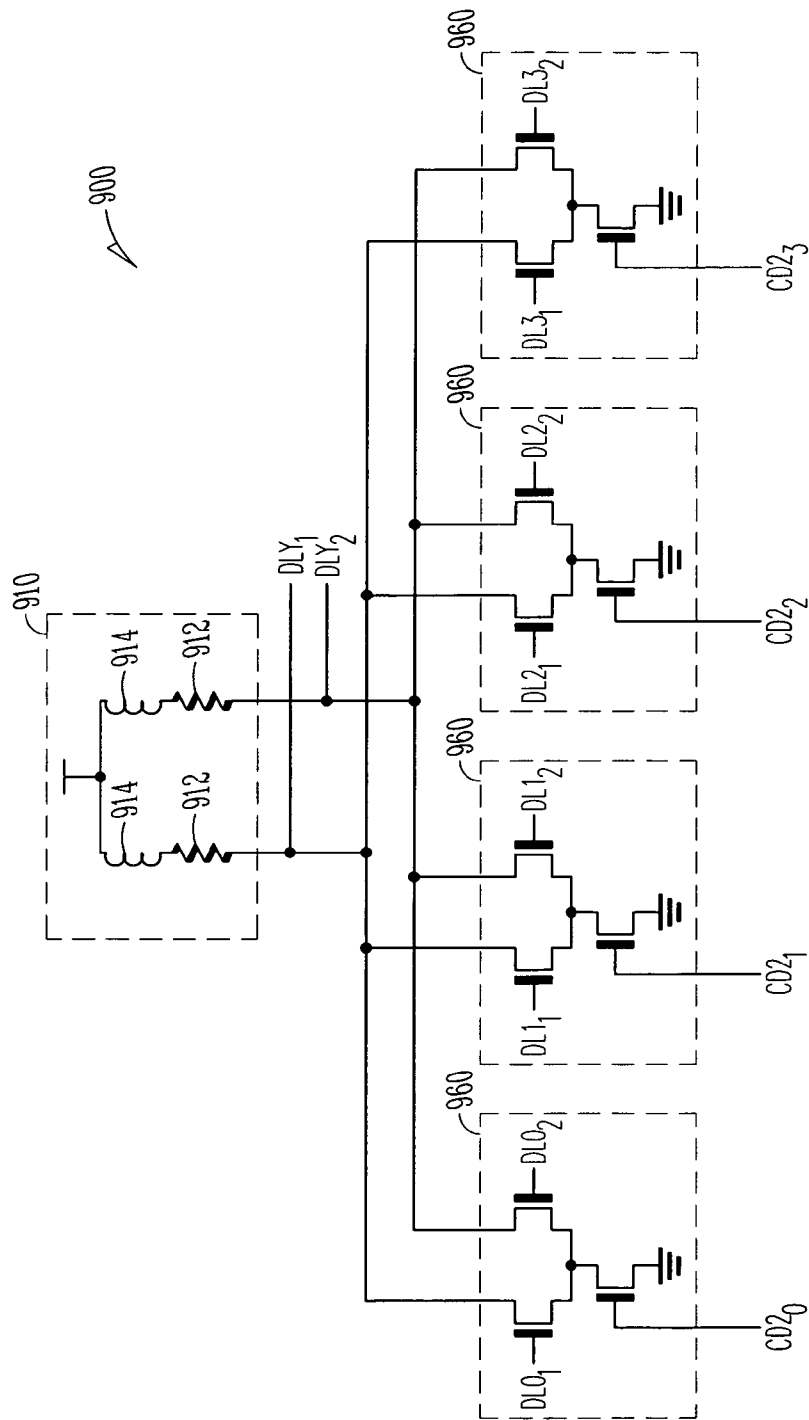 900
910
914
914
912
912
DLY₁
DLY₂
960
960
960
960
DL0₁
DL0₂
DL1₁
DL1₂
DL2₁
DL2₂
DL3₁
DL3₂
CD2₀
CD2₁
CD2₂
CD2₃